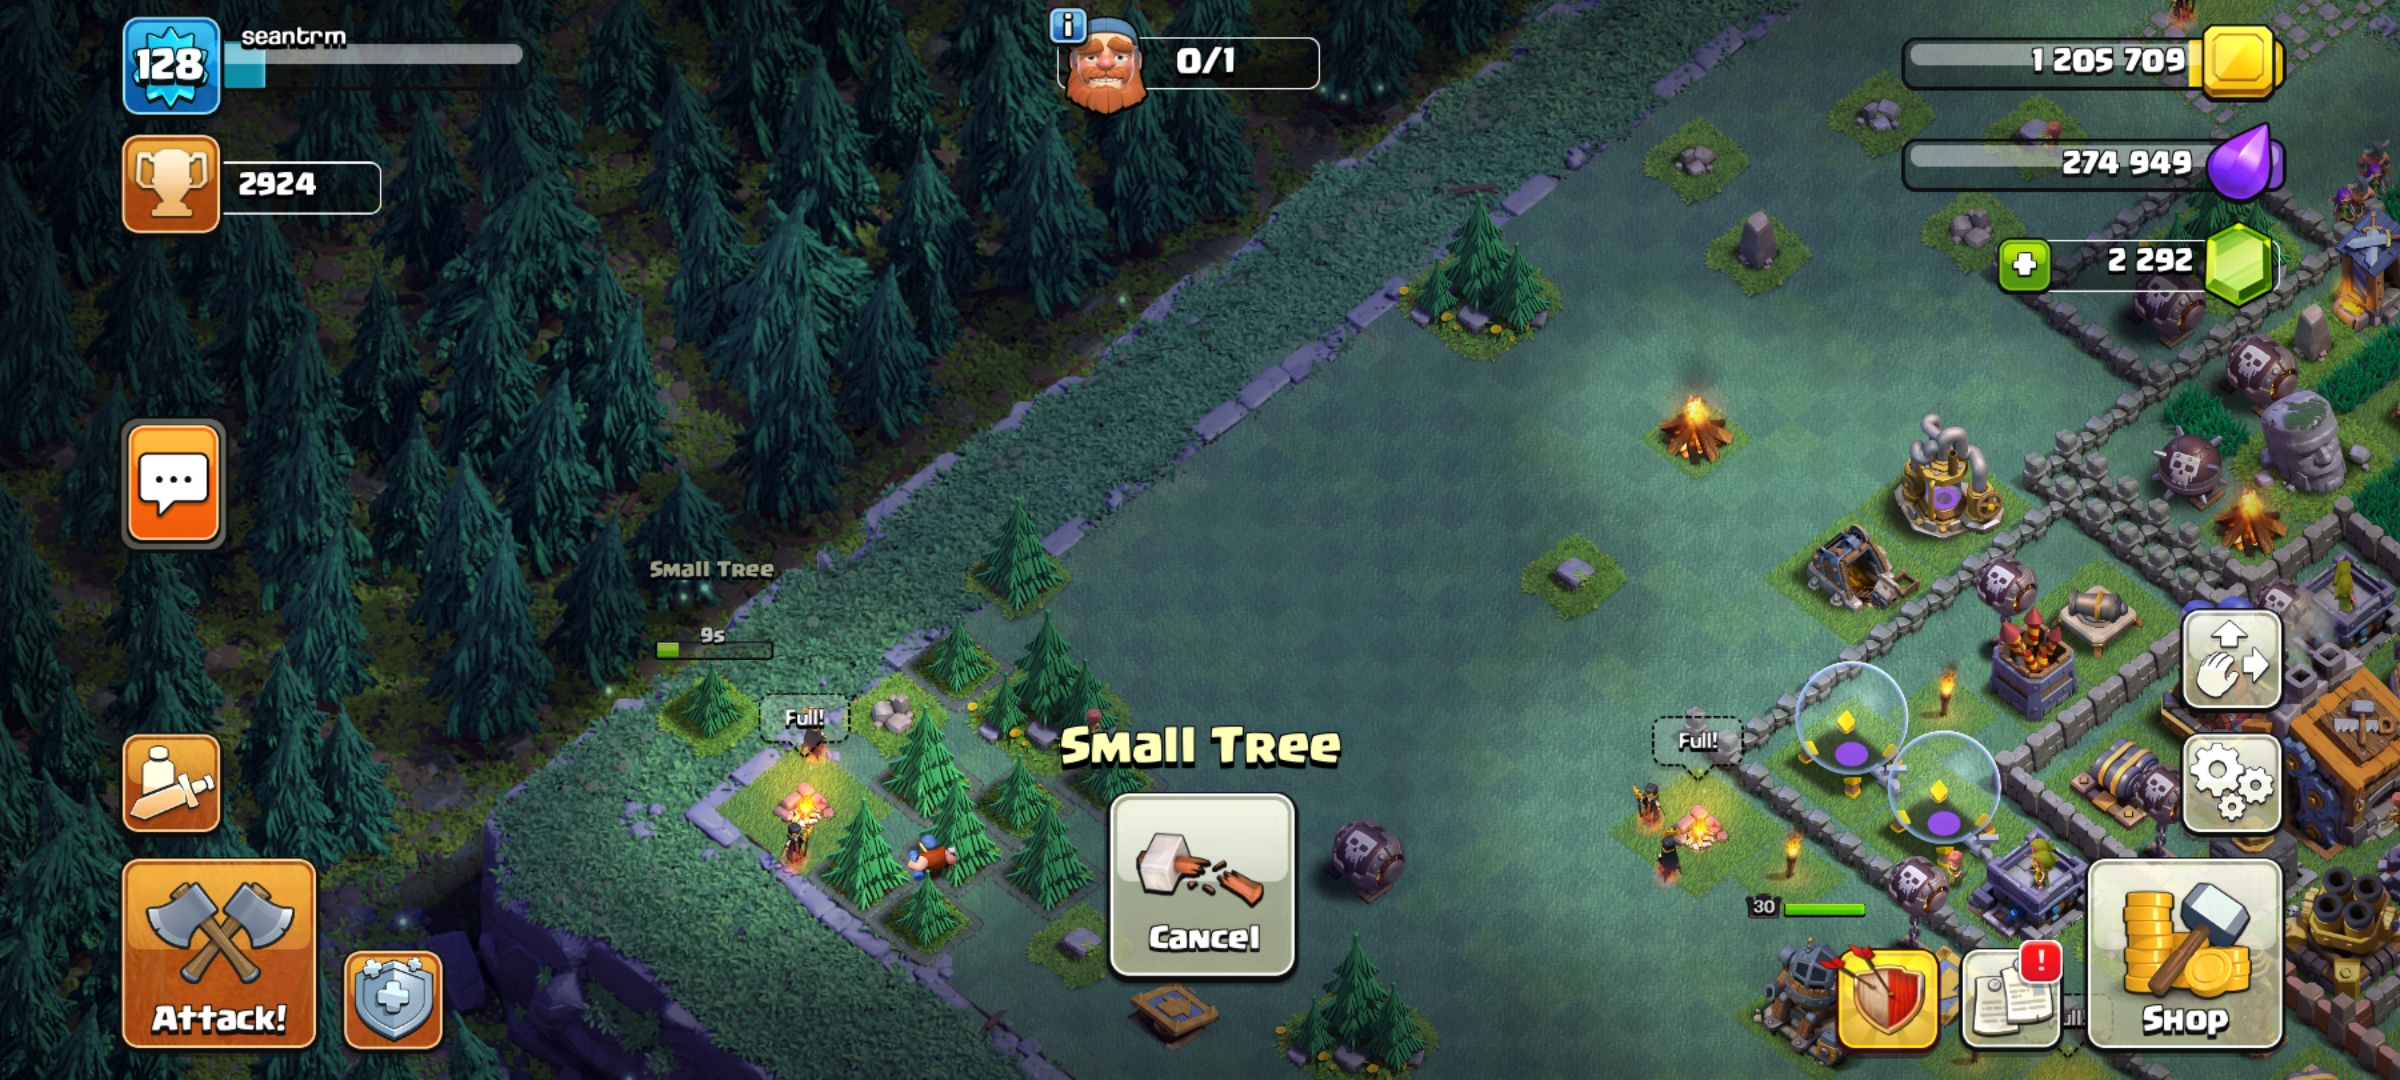 128
seantrm
i
0/1
1 205 709
2924
274 949
2 292
Small Tree
9s
Full!
Full!
Small Tree
Cancel
30
Attack!
!
Shop